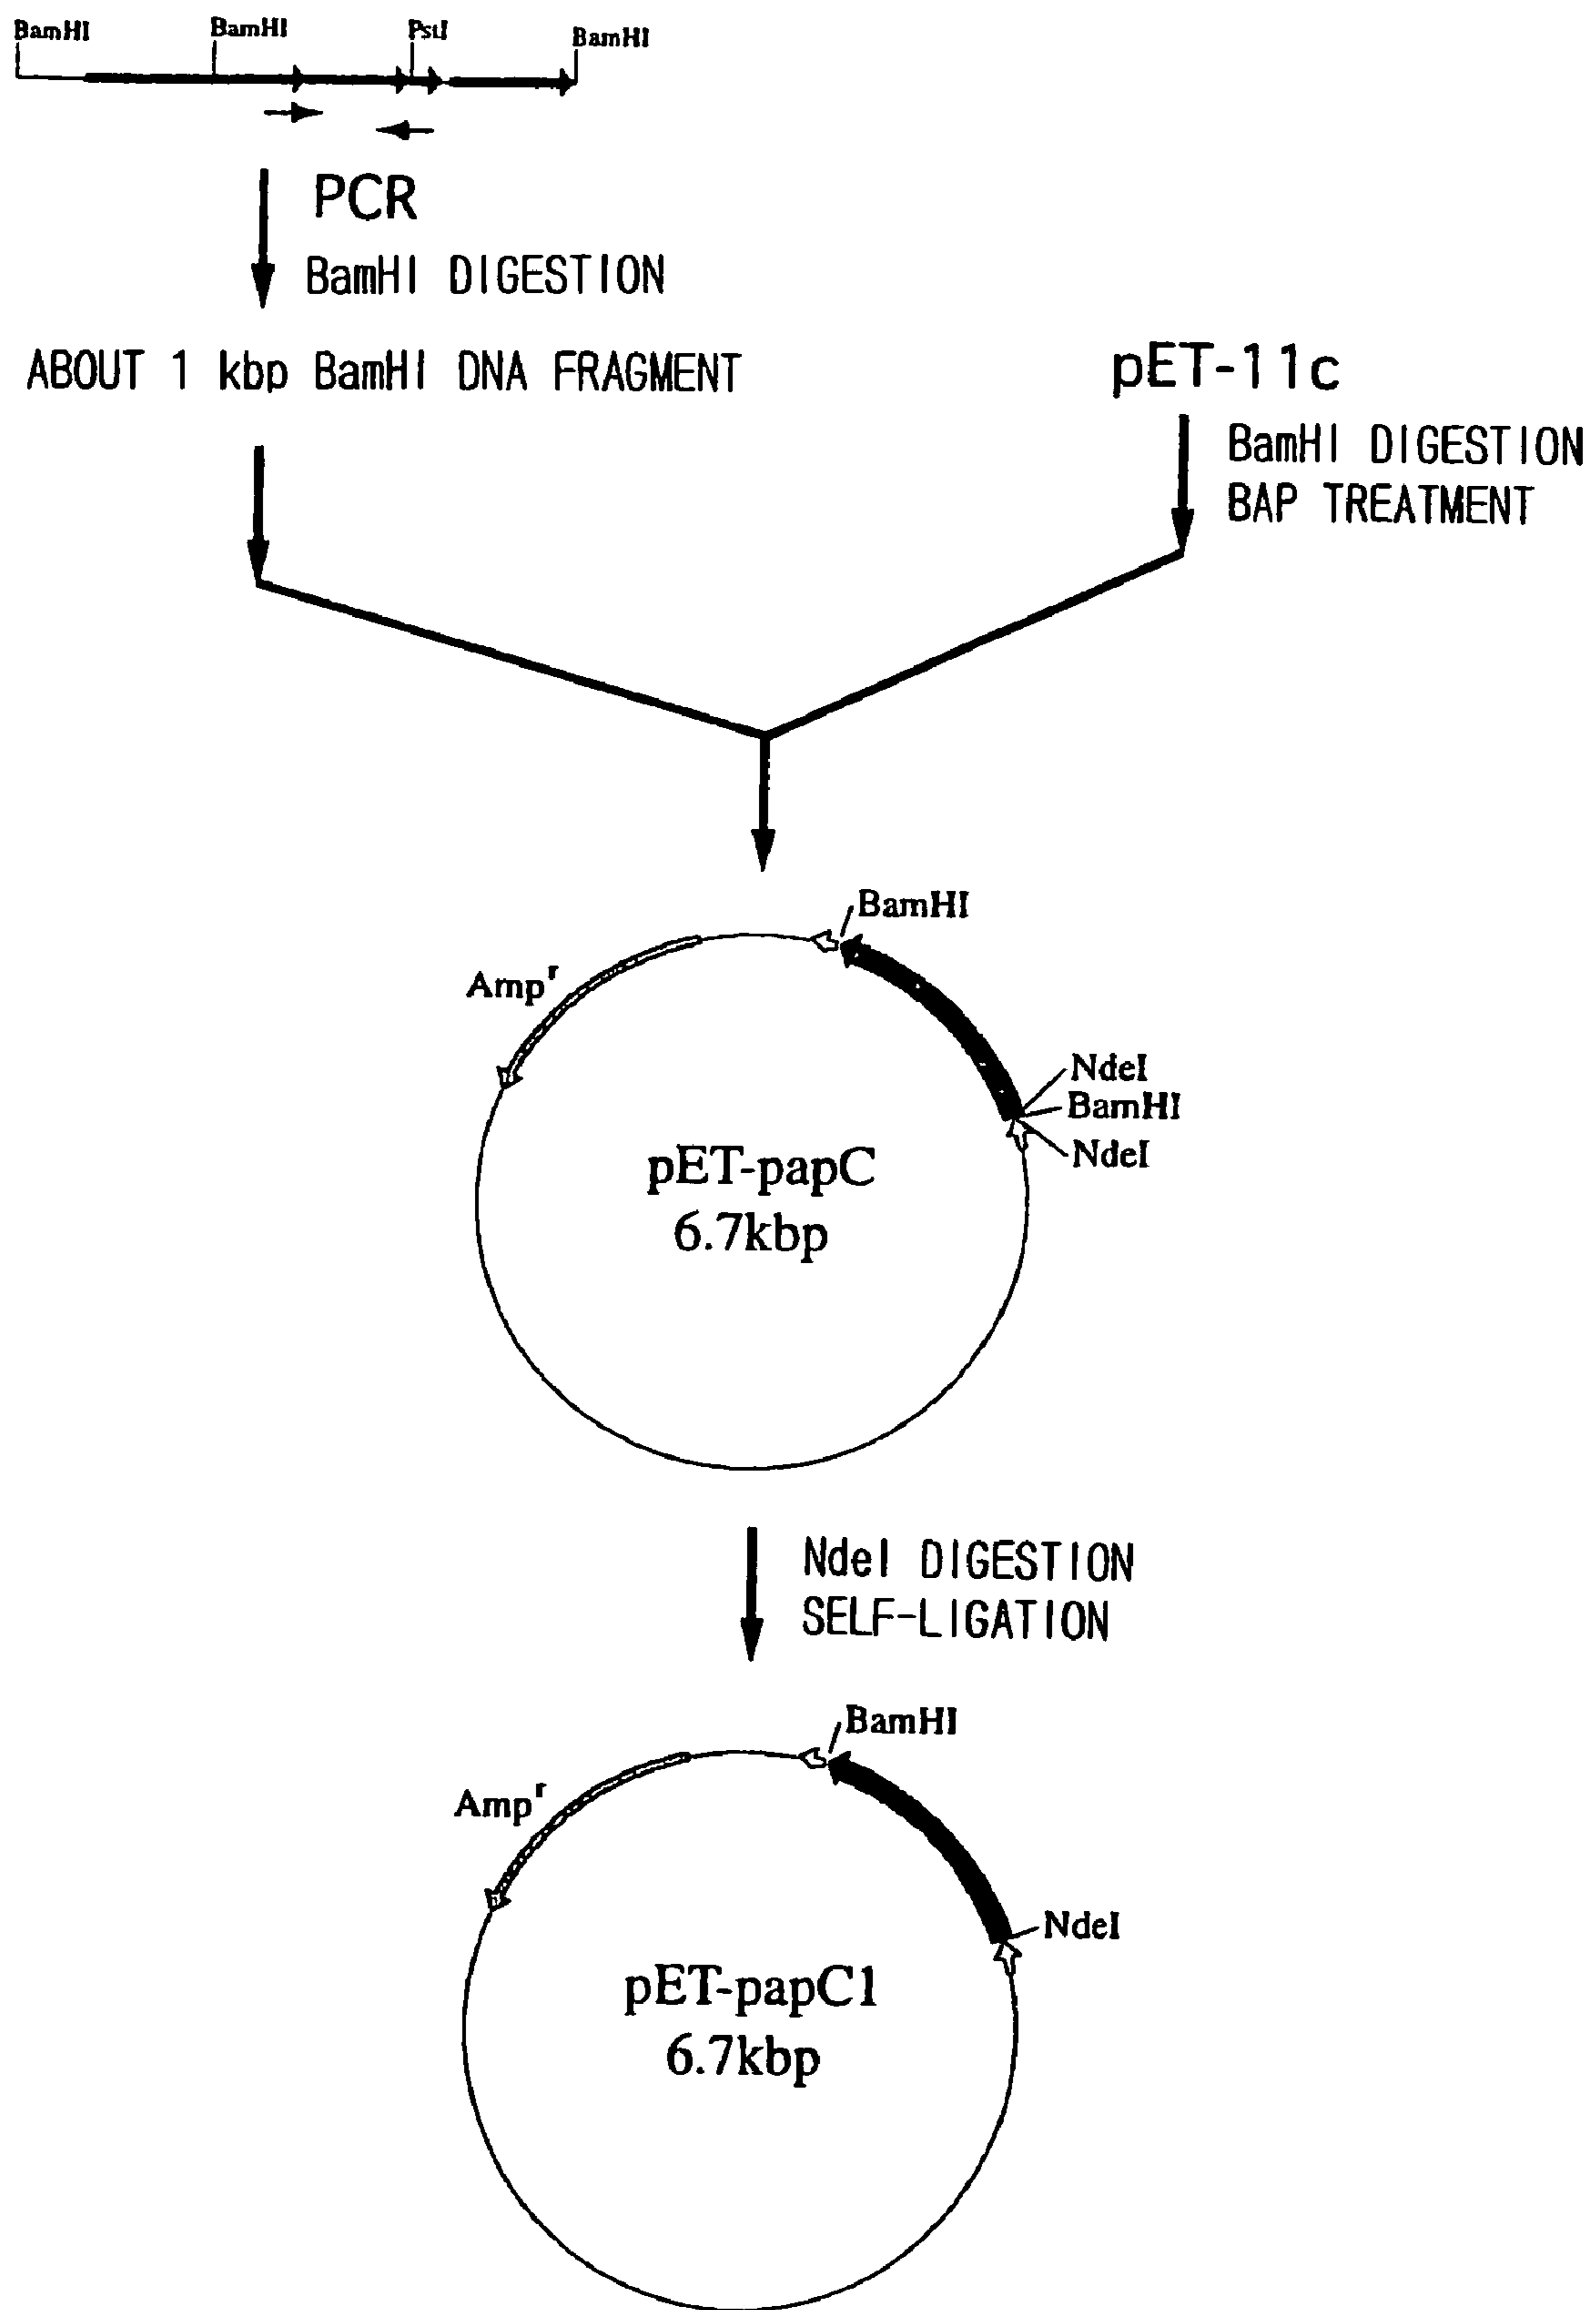 BamHI BamHI PstI BamHI
PCR
BamHI DIGESTION
ABOUT 1 kbp BamHI DNA FRAGMENT
pET-11c
BamHI DIGESTION
BAP TREATMENT
BamHI
Ampʳ
NdeI
BamHI
NdeI
pET-papC
6.7kbp
NdeI DIGESTION
SELF-LIGATION
BamHI
Ampʳ
NdeI
pET-papC1
6.7kbp